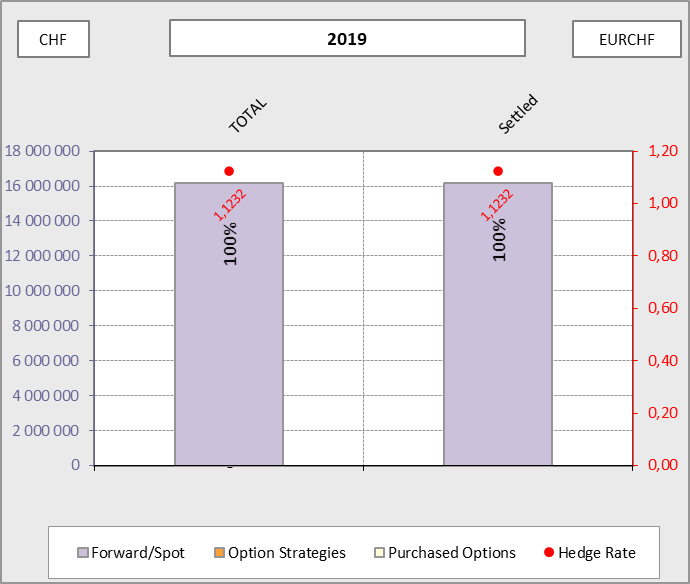 CHF
2019
EURCHF
TOTAL
Settled
18 000 000
16 000 000
14 000 000
12 000 000
10 000 000
8 000 000
6 000 000
4 000 000
2 000 000
0
1,1232
100%
-
1,1232
100%
1,20
1,00
0,80
0,60
0,40
0,20
0,00
Forward/Spot
Option Strategies
Purchased Options
Hedge Rate